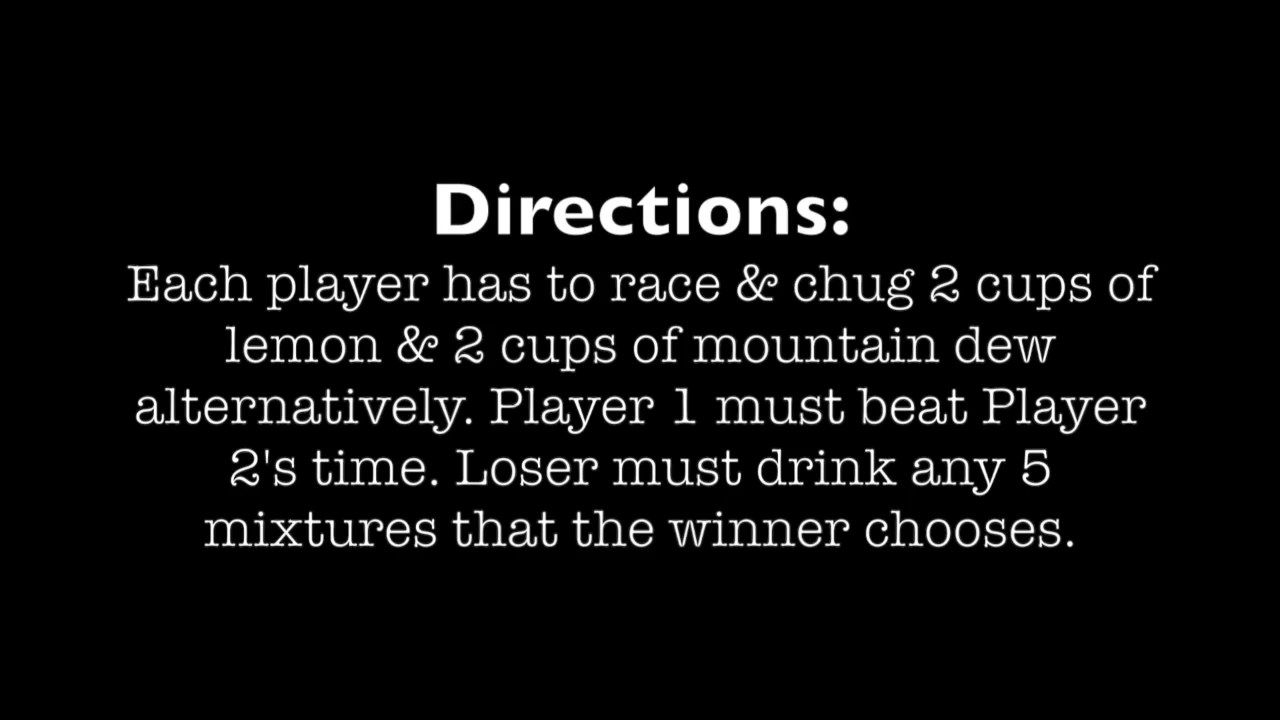 Directions:
Each player has to race & chug 2 cups of
lemon & 2 cups of mountain dew
alternatively. Player 1 must beat Player
2's time. Loser must drink any 5
mixtures that the winner chooses.